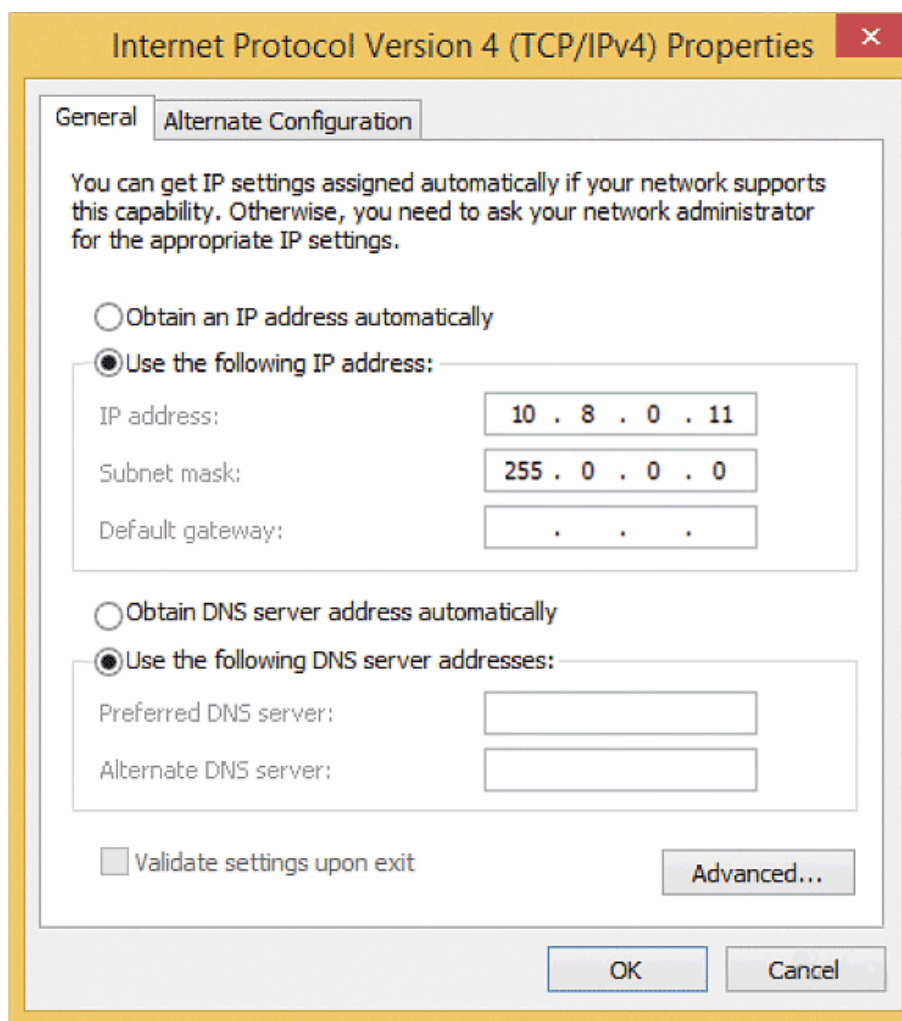 Internet Protocol Version 4 (TCP/IPv4) Properties
General
Alternate Configuration
You can get IP settings assigned automatically if your network supports
this capability. Otherwise, you need to ask your network administrator
for the appropriate IP settings.
Obtain an IP address automatically
Use the following IP address:
IP address: 10 . 8 . 0 . 11
Subnet mask: 255 . 0 . 0 . 0
Default gateway: . . .
Obtain DNS server address automatically
Use the following DNS server addresses:
Preferred DNS server:
Alternate DNS server:
Validate settings upon exit
Advanced...
OK
Cancel